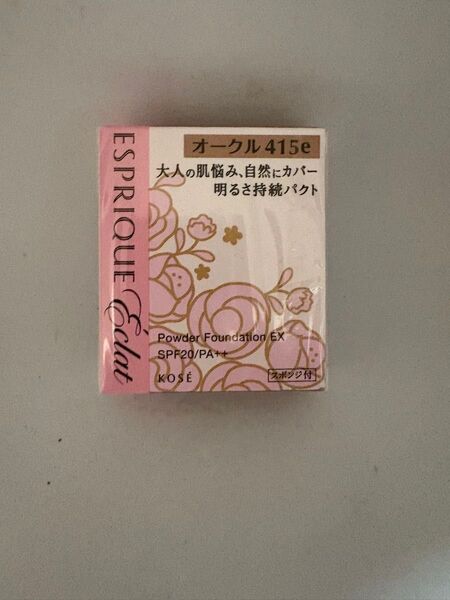 ESPRIQUE Éclat
オークル 415e
大人の肌悩み、自然にカバー
明るさ持続パクト
Powder Foundation EX
SPF20/PA++
KOSÉ
スポンジ付